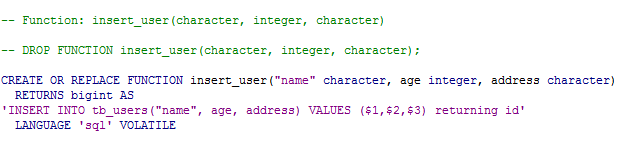 -- Function: insert_user(character, integer, character)
-- DROP FUNCTION insert_user(character, integer, character);
CREATE OR REPLACE FUNCTION insert_user("name" character, age integer, address character)
  RETURNS bigint AS
'INSERT INTO tb_users("name", age, address) VALUES ($1,$2,$3) returning id'
  LANGUAGE 'sql' VOLATILE